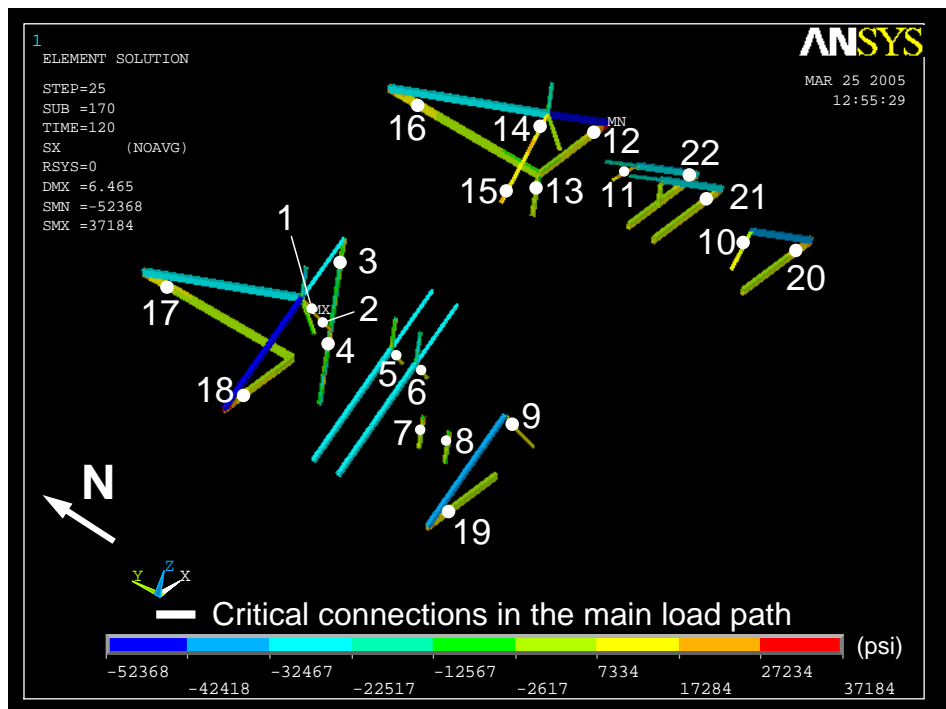 1
ANSYS
ELEMENT SOLUTION
MAR 25 2005
12:55:29
STEP=25
SUB =170
TIME=120
SX (NOAVG)
RSYS=0
DMX =6.465
SMN =-52368
SMX =37184
16
14
MN
12
15
13
11
22
21
10
20
1
3
MX
2
17
4
5
6
18
7
8
9
19
N
Y
Z
X
Critical connections in the main load path
(psi)
-52368
-32467
-12567
7334
27234
-42418
-22517
-2617
17284
37184